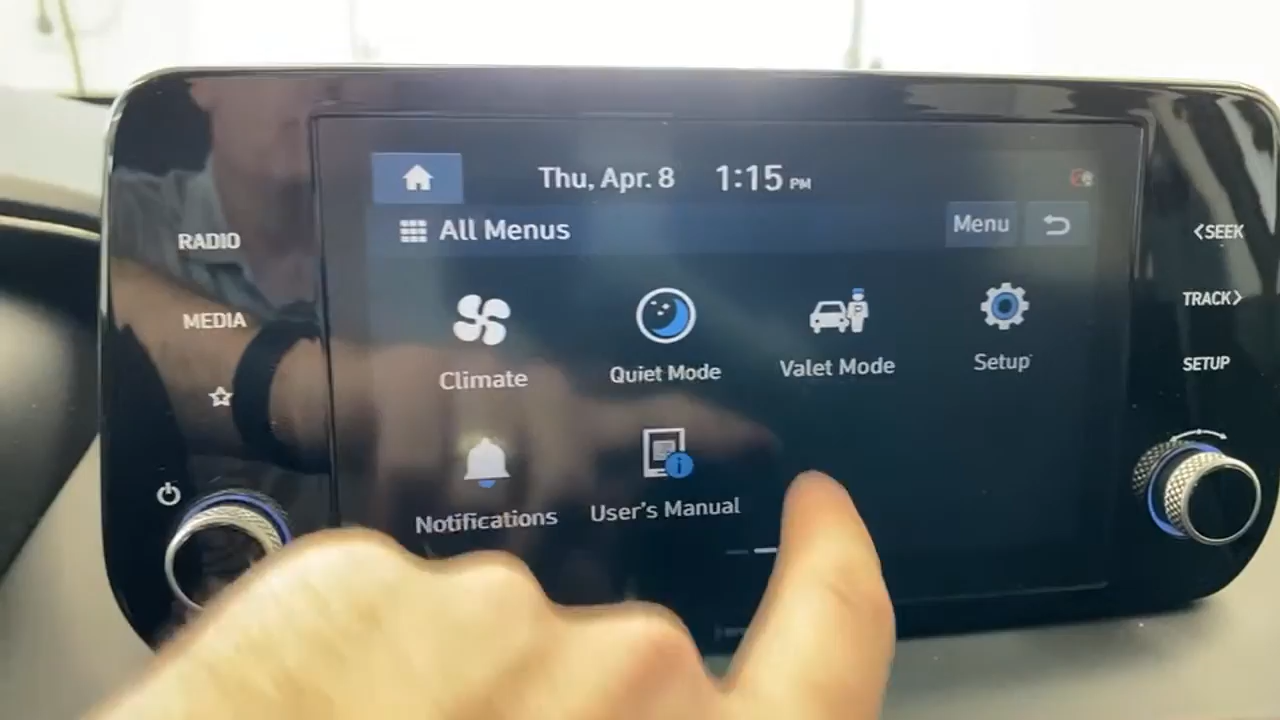 Thu, Apr. 8 1:15 PM
All Menus Menu
RADIO
MEDIA
<SEEK
TRACK>
SETUP
Climate Quiet Mode Valet Mode Setup
Notifications User's Manual